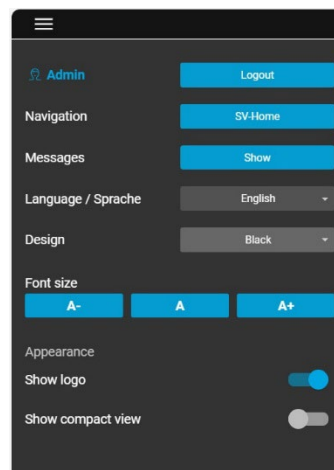 Admin Logout
Navigation SV-Home
Messages Show
Language / Sprache English
Design Black
Font size
A- A A+
Appearance
Show logo
Show compact view